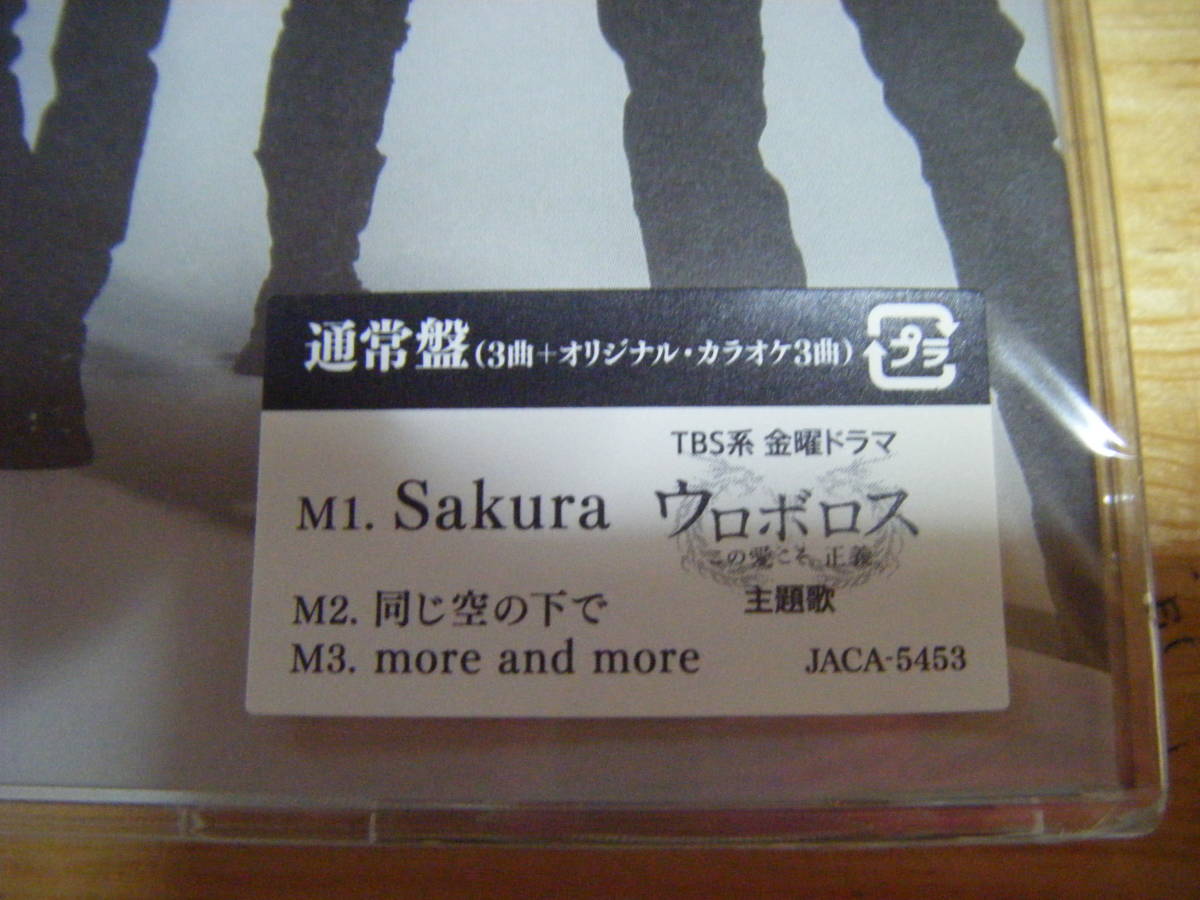 通常盤(3曲+オリジナル・カラオケ3曲) プラ
TBS系 金曜ドラマ
M1. Sakura ウロボロス
この愛こそ、正義。
主題歌
M2. 同じ空の下で
M3. more and more JACA-5453